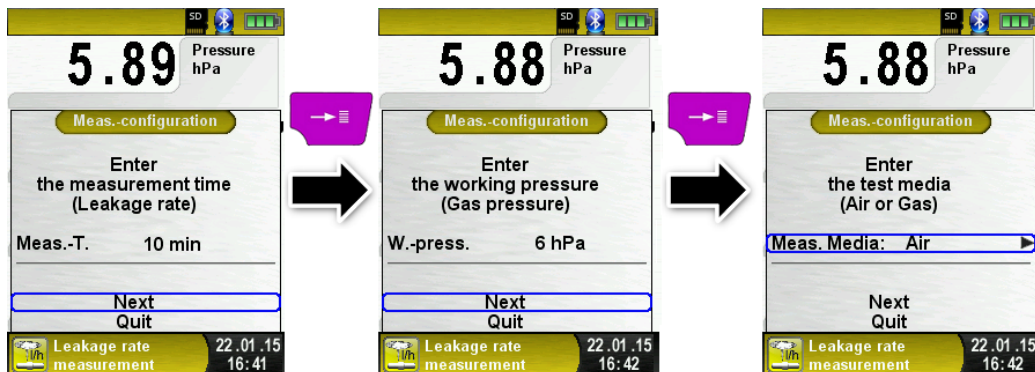 SD
5.89 Pressure
hPa
Meas.-configuration
Enter
the measurement time
(Leakage rate)
Meas.-T. 10 min
Next
Quit
l/h Leakage rate 22.01.15
measurement 16:41
SD
5.88 Pressure
hPa
Meas.-configuration
Enter
the working pressure
(Gas pressure)
W.-press. 6 hPa
Next
Quit
l/h Leakage rate 22.01.15
measurement 16:42
SD
5.88 Pressure
hPa
Meas.-configuration
Enter
the test media
(Air or Gas)
Meas. Media: Air
Next
Quit
l/h Leakage rate 22.01.15
measurement 16:42